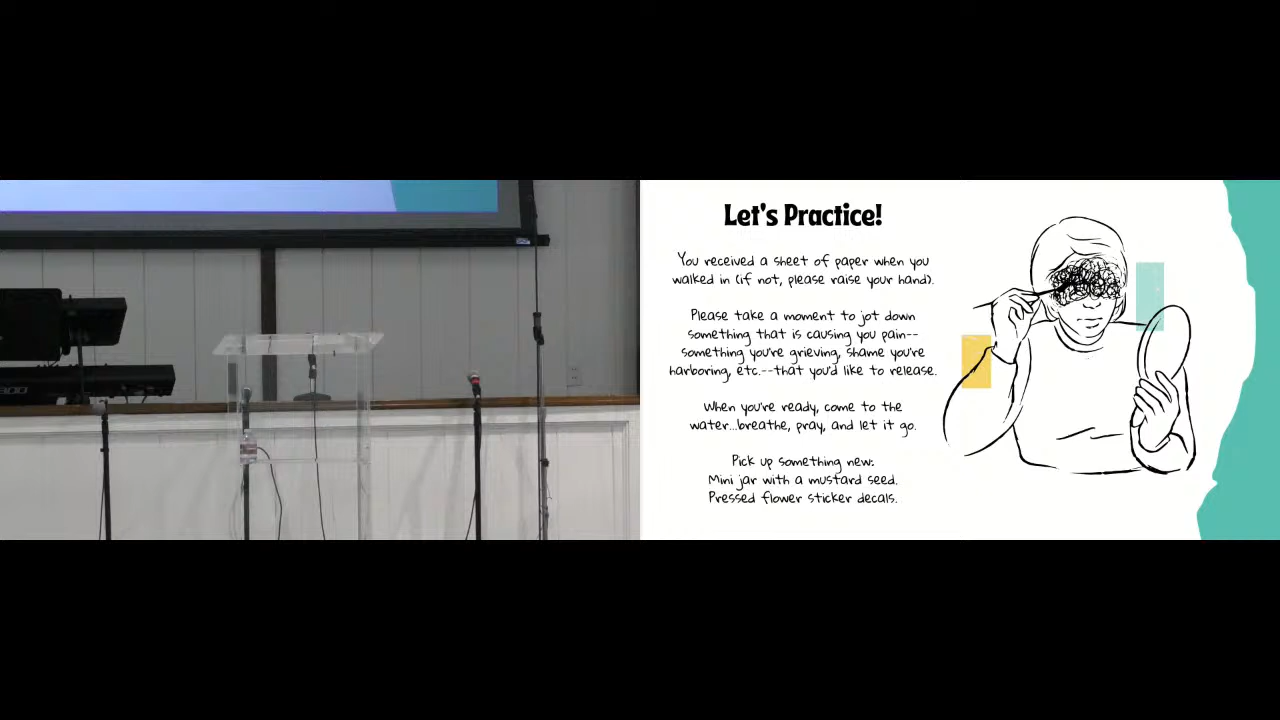 Let's Practice!
You received a sheet of paper when you
walked in (if not, please raise your hand).
Please take a moment to jot down
something that is causing you pain--
something you're grieving, shame you're
harboring, etc.--that you'd like to release.
When you're ready, come to the
water...breathe, pray, and let it go.
Pick up something new:
Mini jar with a mustard seed.
Pressed flower sticker decals.